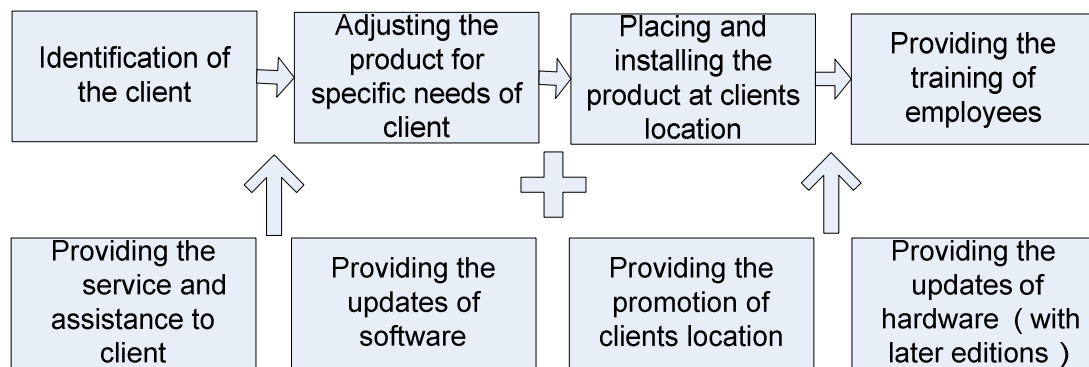 Identification of
the client
Adjusting the
product for
specific needs of
client
Placing and
installing the
product at clients
location
Providing the
training of
employees
Providing the
service and
assistance to
client
Providing the
updates of
software
Providing the
promotion of
clients location
Providing the
updates of
hardware ( with
later editions )